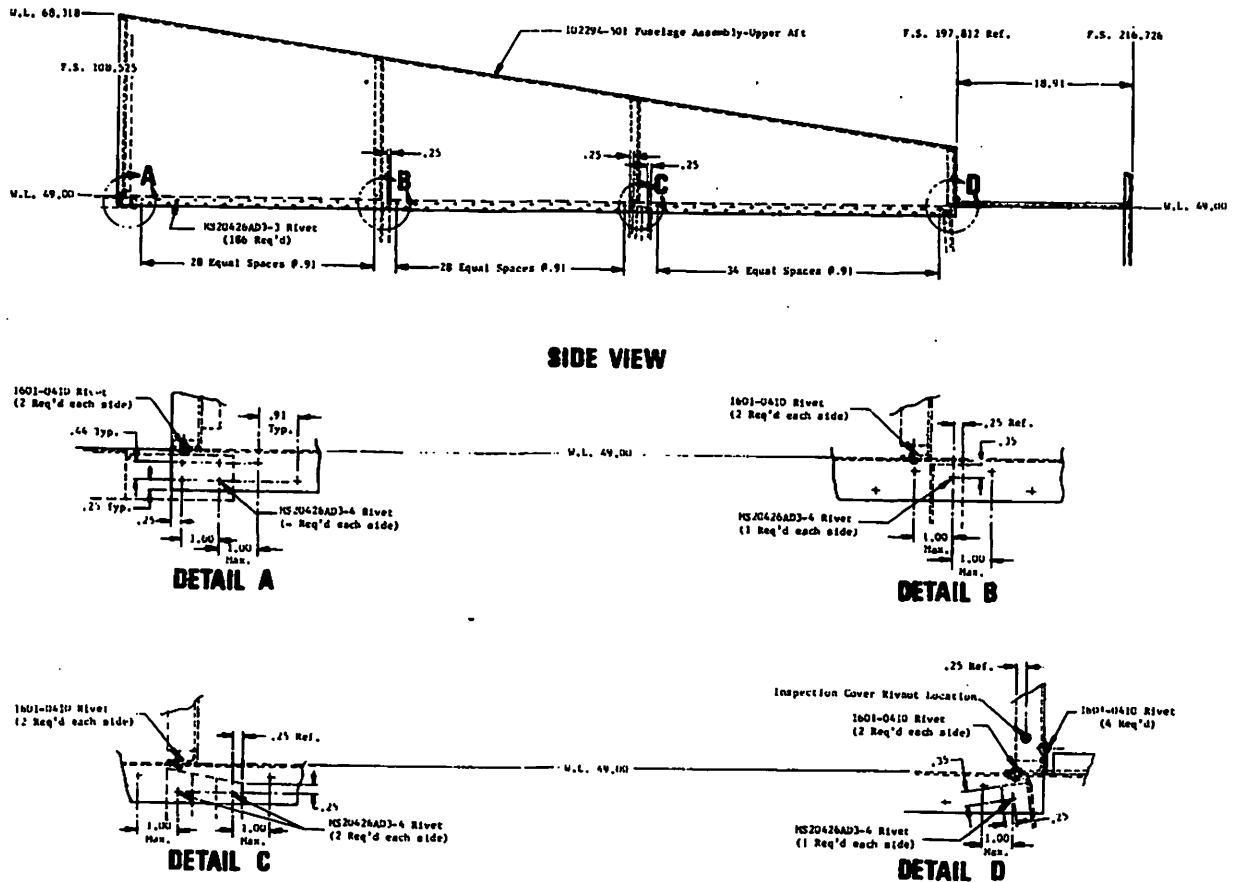 W.L. 68.318
102294-501 Fuselage Assembly-Upper Aft
F.S. 197.812 Ref.
F.S. 216.726
F.S. 108.525
18.91
A
.25
B
.25
.25
C
D
W.L. 49.00
W.L. 49.00
MS20426AD3-3 Rivet
(186 Req'd)
28 Equal Spaces @.91
28 Equal Spaces @.91
34 Equal Spaces @.91
SIDE VIEW
1601-0410 Rivet
(2 Req'd each side)
.91
Typ.
.44 Typ.
.25 Typ.
.25
1.00
1.00
Max.
MS20426AD3-4 Rivet
Req'd each side)
DETAIL A
W.L. 49.00
1601-0410 Rivet
(2 Req'd each side)
.25 Ref.
.35
MS20426AD3-4 Rivet
(1 Req'd each side)
1.00
Max.
1.00
Max.
DETAIL B
1601-0410 Rivet
(2 Req'd each side)
.25 Ref.
.25
1.00
Max.
1.00
Max.
MS20426AD3-4 Rivet
(2 Req'd each side)
DETAIL C
W.L. 49.00
.25 Ref.
Inspection Cover Rivnut Location
1601-0410 Rivet
(2 Req'd each side)
1601-0410 Rivet
(4 Req'd)
.35
.25
MS20426AD3-4 Rivet
(1 Req'd each side)
1.00
Max.
DETAIL D